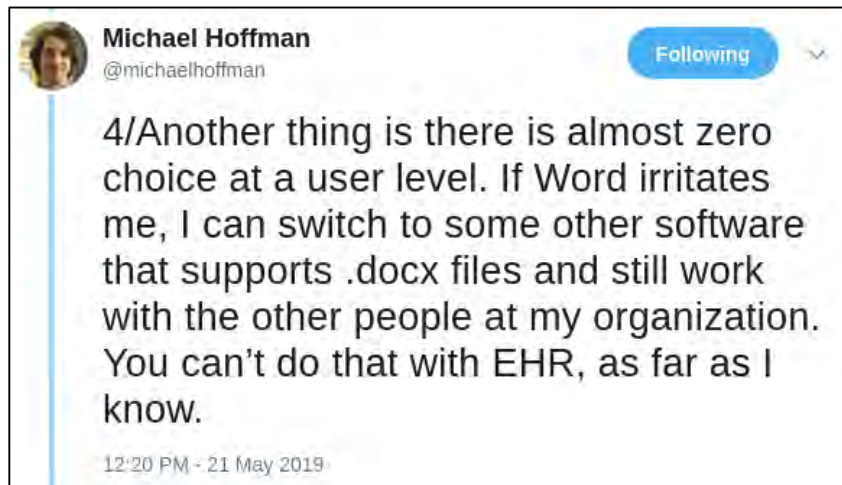 Michael Hoffman
@michaelhoffman
Following
4/Another thing is there is almost zero
choice at a user level. If Word irritates
me, I can switch to some other software
that supports .docx files and still work
with the other people at my organization.
You can’t do that with EHR, as far as I
know.
12:20 PM - 21 May 2019